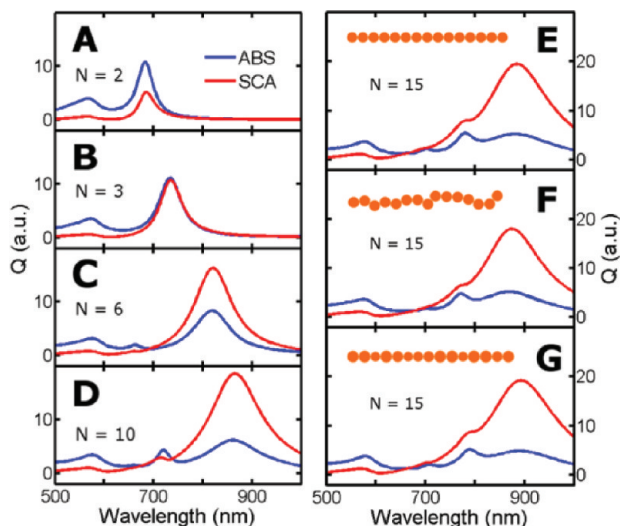 A
N = 2
ABS
SCA
10
0
B
N = 3
10
0
C
N = 6
10
0
D
N = 10
10
0
500
700
900
Wavelength (nm)
Q (a.u.)
E
N = 15
20
10
0
F
N = 15
20
10
0
G
N = 15
20
10
0
500
700
900
Wavelength (nm)
Q (a.u.)